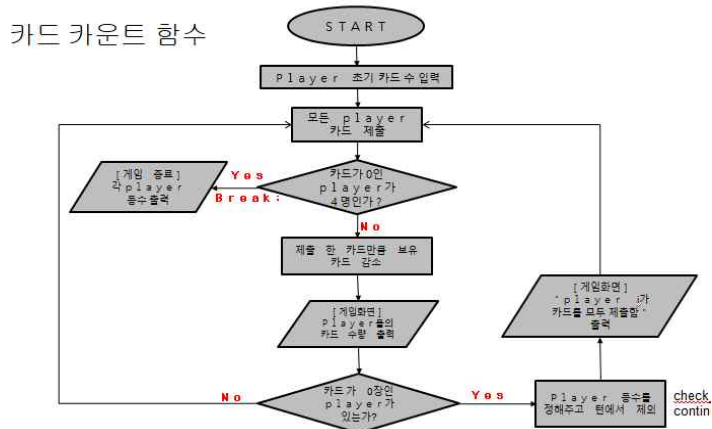 카드 카운트 함수
START
Player 초기 카드 수 입력
모든 player
카드 제출
[게임 종료]
각 player
등수 출력
Yes
Break;
카드가 0인
player가
4명인가?
No
제출 한 카드만큼 보유
카드 감소
[게임화면]
Player들의
카드 수량 출력
카드가 0장인
player가
있는가?
No
Yes
Player 등수를
정해주고 턴에서 제외
check_
contin
[게임화면]
"player i가
카드를 모두 제출함"
출력